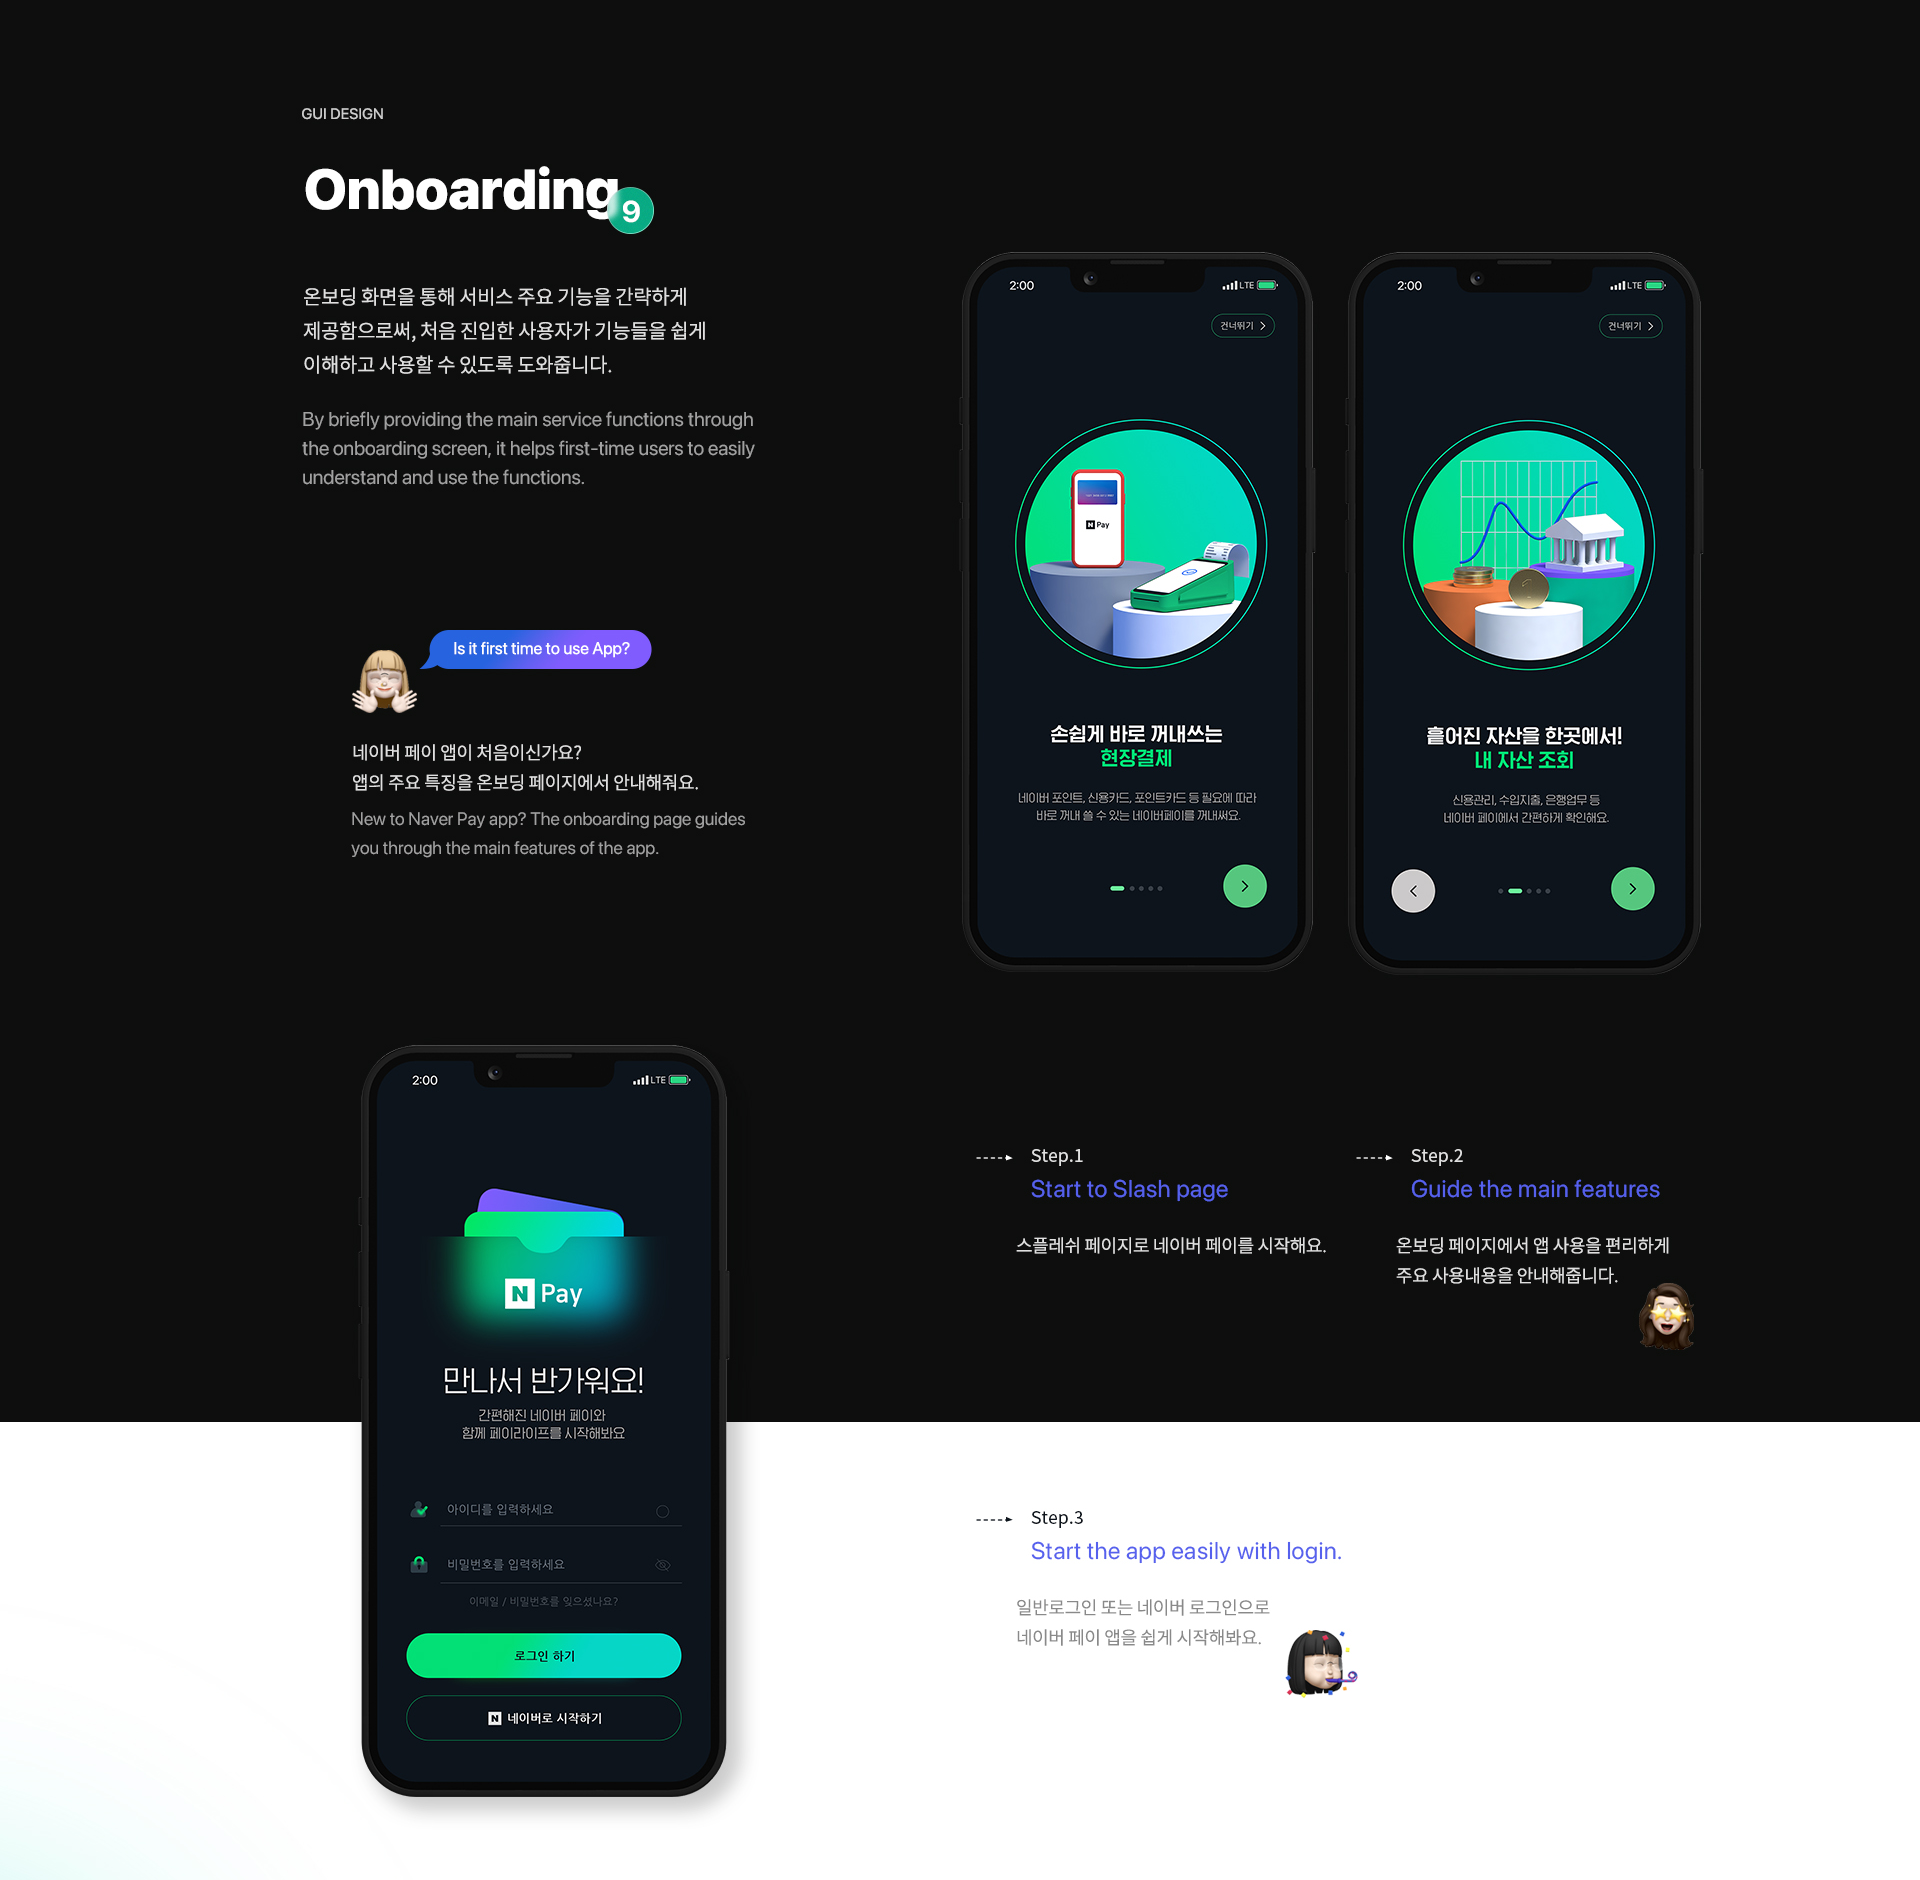 GUI DESIGN
Onboarding
9
온보딩 화면을 통해 서비스 주요 기능을 간략하게
제공함으로써, 처음 진입한 사용자가 기능들을 쉽게
이해하고 사용할 수 있도록 도와줍니다.
By briefly providing the main service functions through
the onboarding screen, it helps first-time users to easily
understand and use the functions.
Is it first time to use App?
네이버 페이 앱이 처음이신가요?
앱의 주요 특징을 온보딩 페이지에서 안내해줘요.
New to Naver Pay app? The onboarding page guides
you through the main features of the app.
2:00
LTE
건너뛰기
N Pay
손쉽게 바로 꺼내쓰는
현장결제
네이버 포인트, 신용카드, 포인트카드 등 필요에 따라
바로 꺼내 쓸 수 있는 네이버페이를 꺼내써요.
2:00
LTE
건너뛰기
흩어진 자산을 한곳에서!
내 자산 조회
신용관리, 수입지출, 은행업무 등
네이버 페이에서 간편하게 확인해요.
2:00
LTE
N Pay
만나서 반가워요!
간편해진 네이버 페이와
함께 페이라이프를 시작해봐요
아이디를 입력하세요
비밀번호를 입력하세요
이메일 / 비밀번호를 잊으셨나요?
로그인 하기
N 네이버로 시작하기
Step.1
Start to Slash page
스플레쉬 페이지로 네이버 페이를 시작해요.
Step.2
Guide the main features
온보딩 페이지에서 앱 사용을 편리하게
주요 사용내용을 안내해줍니다.
Step.3
Start the app easily with login.
일반로그인 또는 네이버 로그인으로
네이버 페이 앱을 쉽게 시작해봐요.